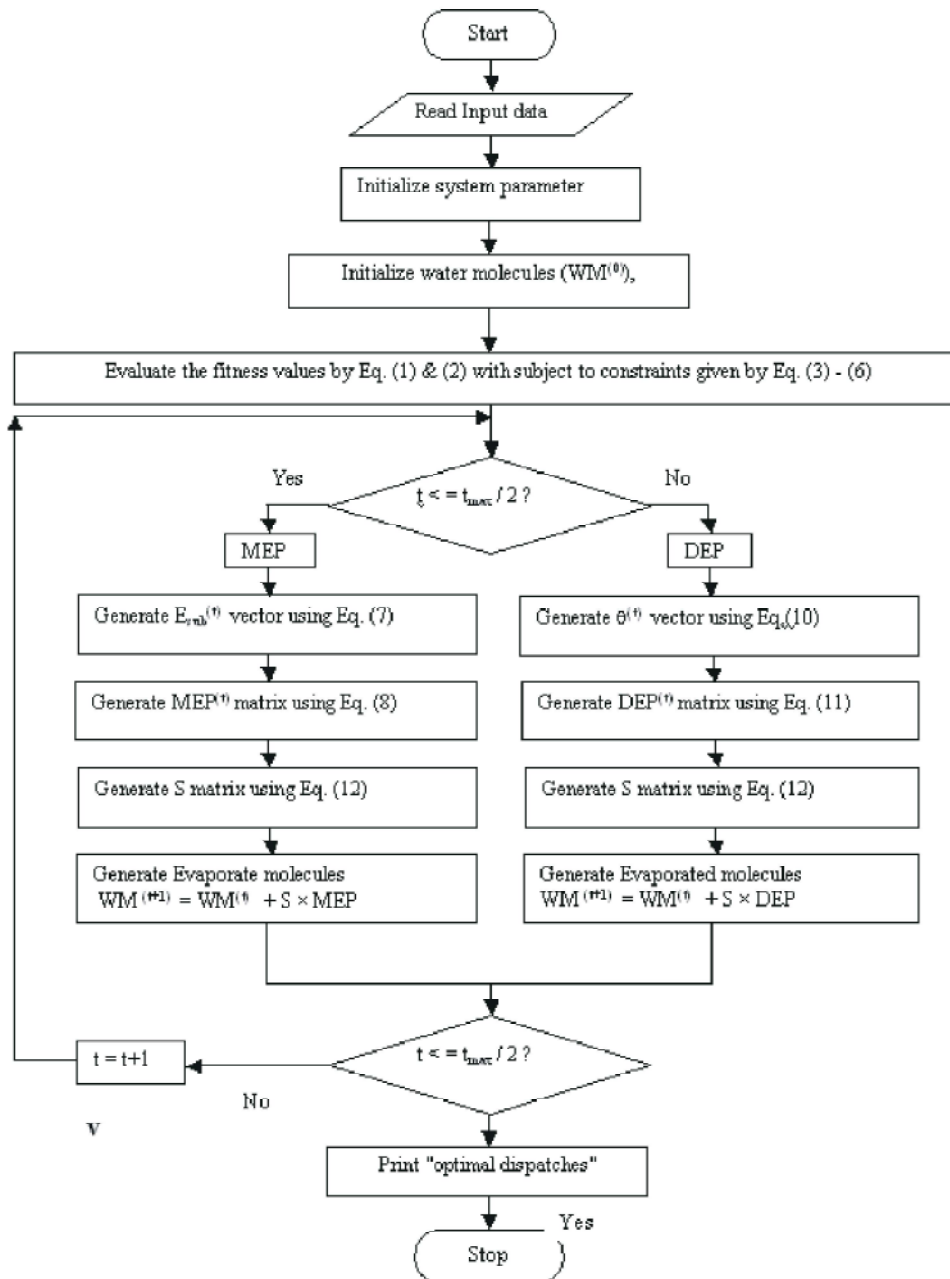 Start
Read Input data
Initialize system parameter
Initialize water molecules (WM⁽⁰⁾),
Evaluate the fitness values by Eq. (1) & (2) with subject to constraints given by Eq. (3) - (6)
Yes
No
t < = t_max / 2 ?
MEP
DEP
Generate E_sub⁽ᵗ⁾ vector using Eq. (7)
Generate θ⁽ᵗ⁾ vector using Eq.(10)
Generate MEP⁽ᵗ⁾ matrix using Eq. (8)
Generate DEP⁽ᵗ⁾ matrix using Eq. (11)
Generate S matrix using Eq. (12)
Generate S matrix using Eq. (12)
Generate Evaporate molecules
WM⁽ᵗ⁺¹⁾ = WM⁽ᵗ⁾ + S × MEP
Generate Evaporated molecules
WM⁽ᵗ⁺¹⁾ = WM⁽ᵗ⁾ + S × DEP
t = t+1
t < = t_max / 2 ?
No
V
Print "optimal dispatches"
Yes
Stop